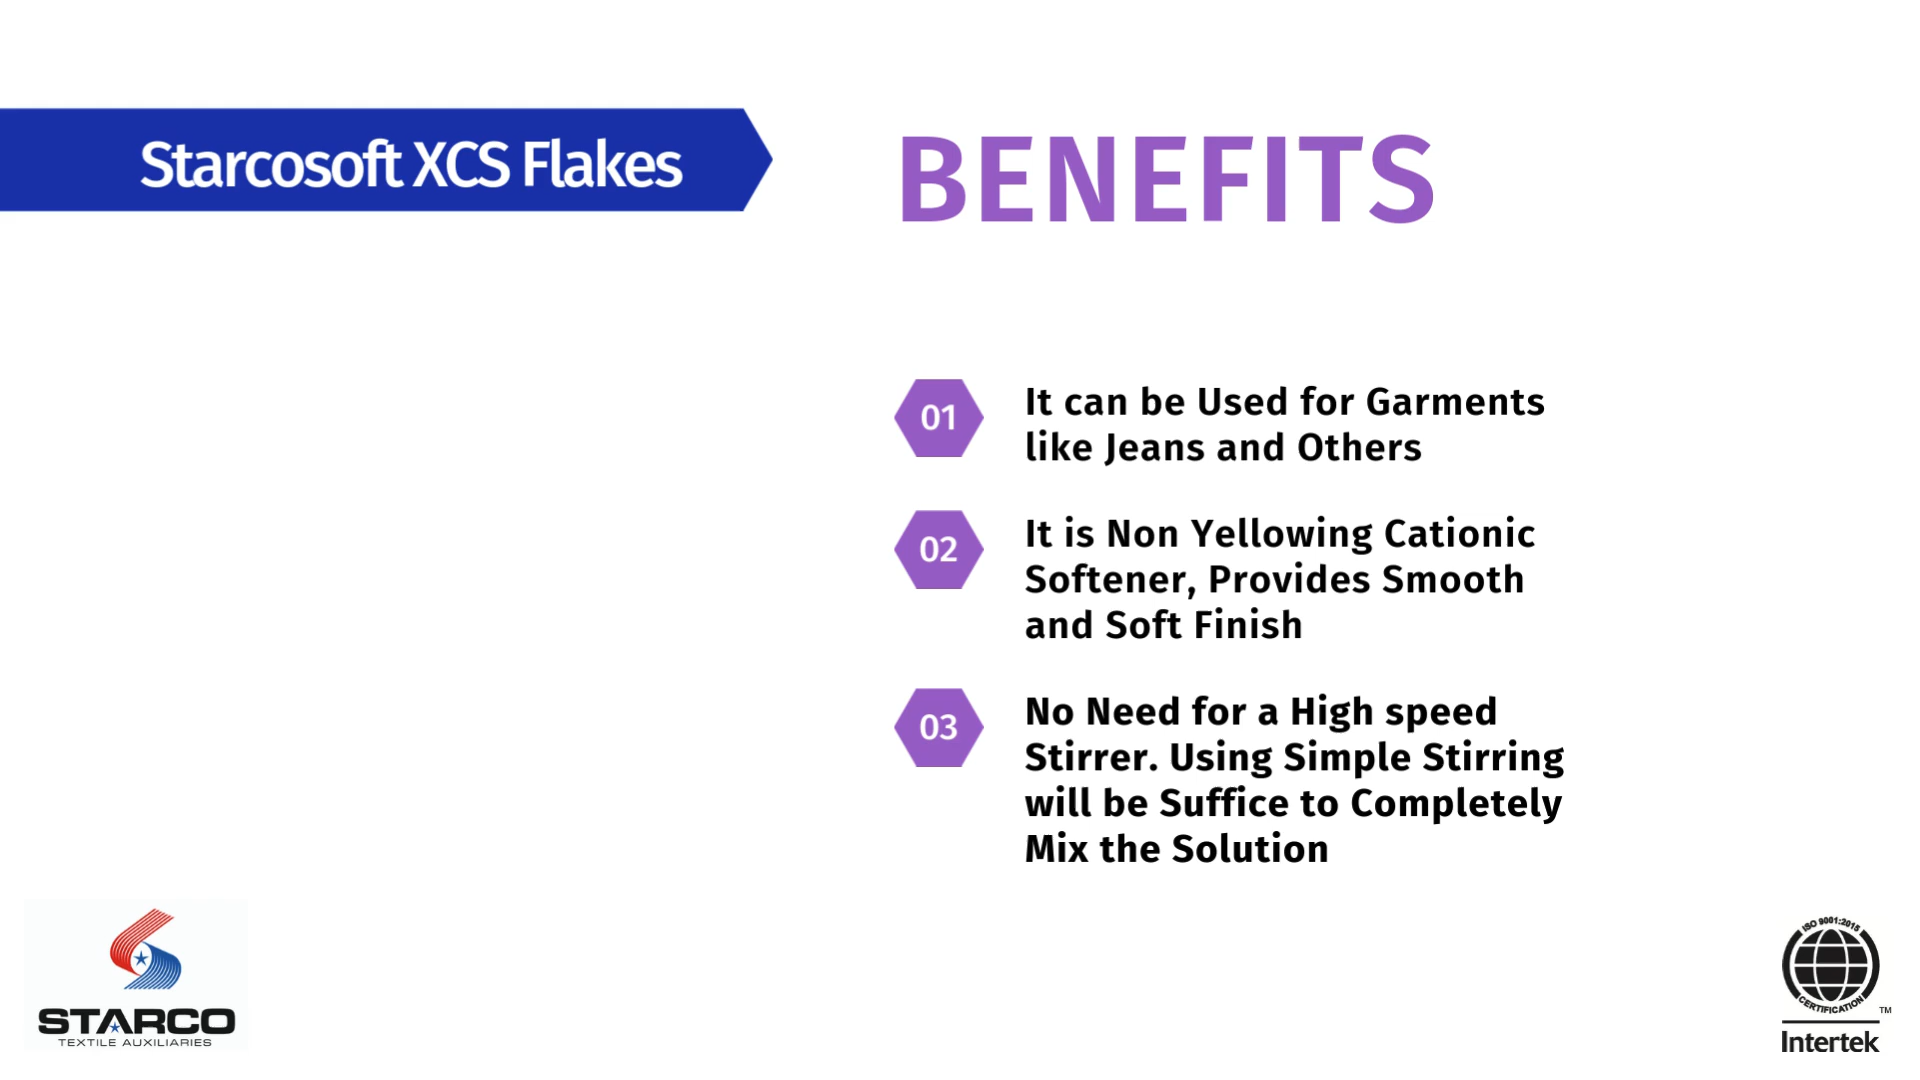 Starcosoft XCS Flakes
BENEFITS
01
It can be Used for Garments
like Jeans and Others
02
It is Non Yellowing Cationic
Softener, Provides Smooth
and Soft Finish
03
No Need for a High speed
Stirrer. Using Simple Stirring
will be Suffice to Completely
Mix the Solution
STARCO
TEXTILE AUXILIARIES
ISO 9001:2015
CERTIFICATION
TM
Intertek